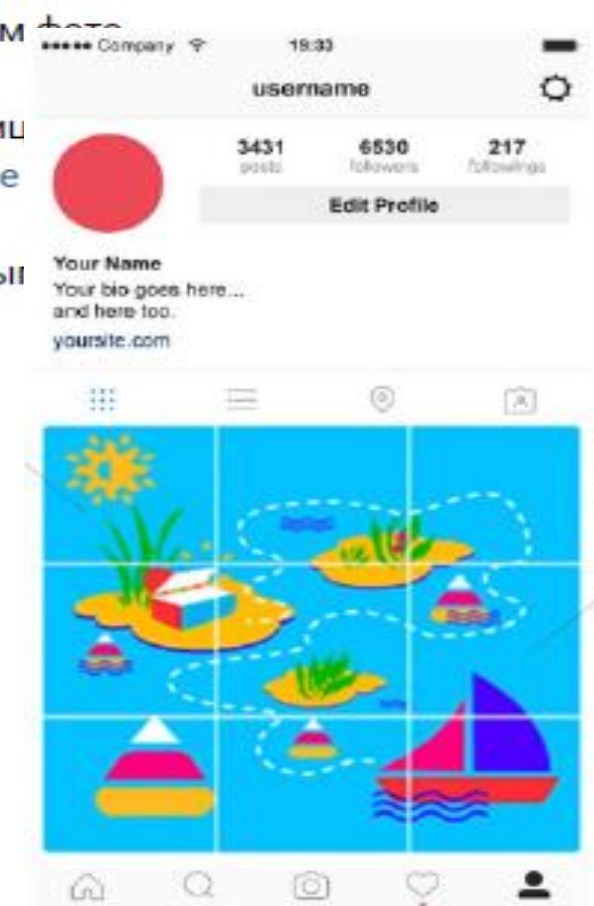 м фото
Company 19:33
username
3431 6530 217
posts followers followings
Edit Profile
Your Name
Your bio goes here...
and here too.
yoursite.com